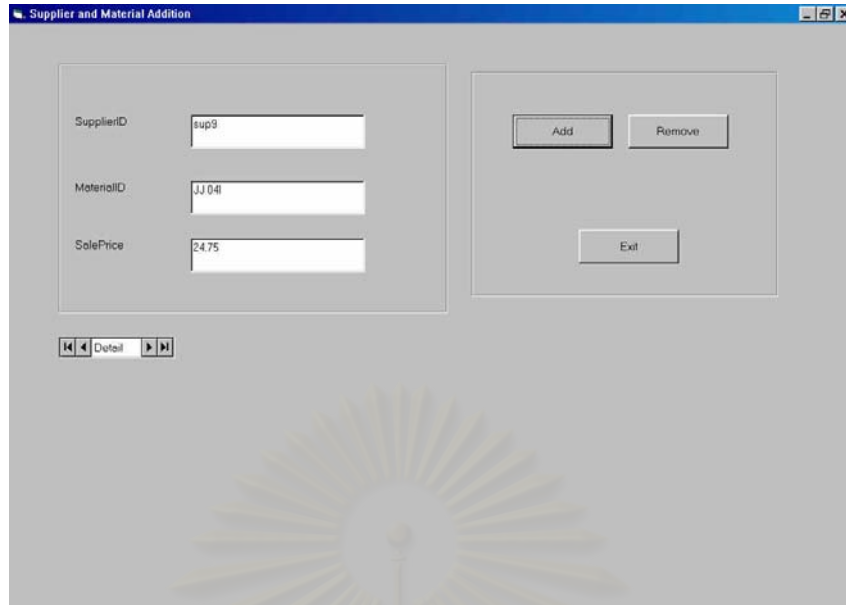 Supplier and Material Addition
SupplierID
sup9
MaterialID
JJ 04I
SalePrice
24.75
Add
Remove
Exit
Detail